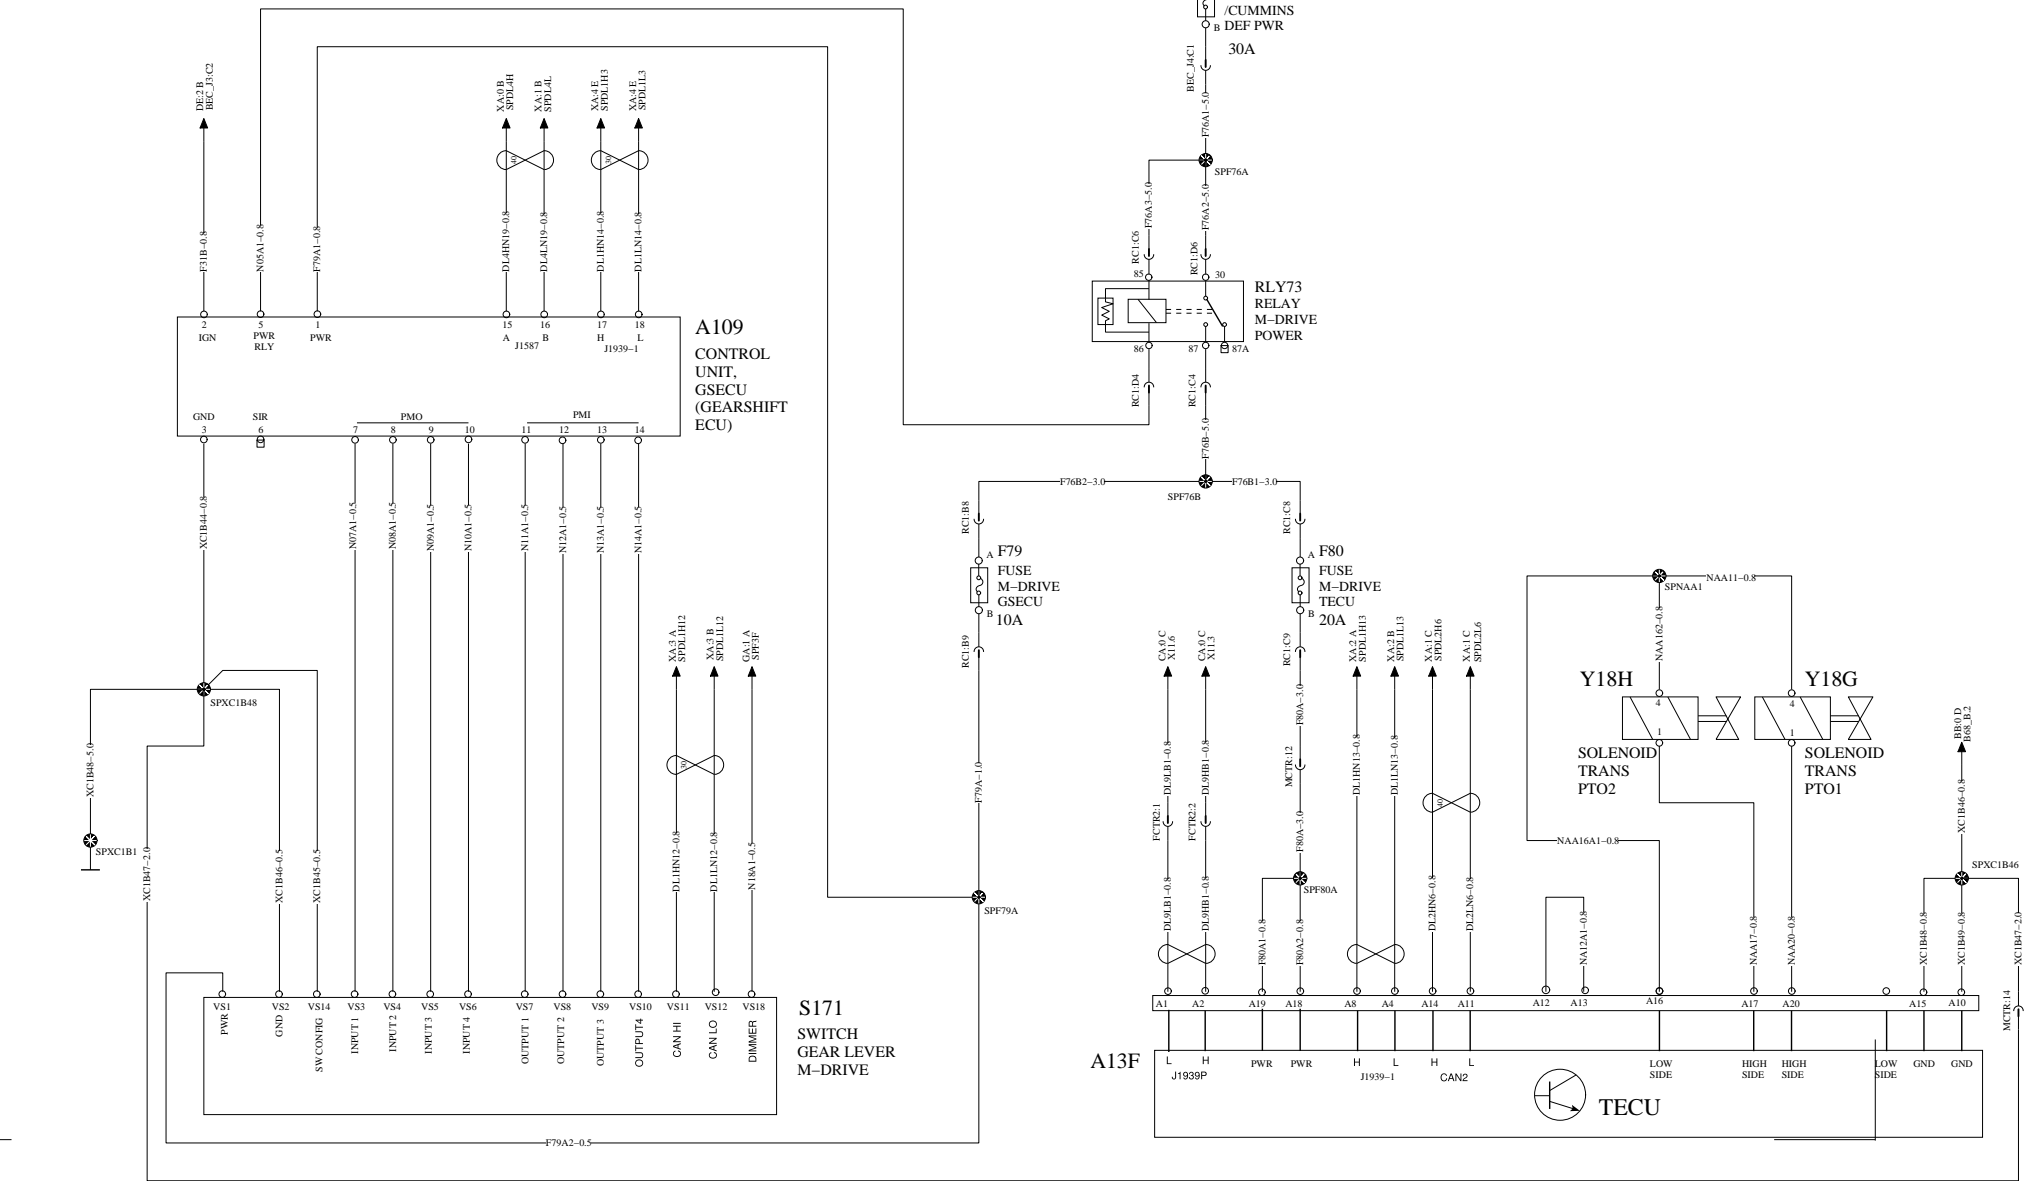 /CUMMINS
B DEF PWR
30A
BEC_J4:C1
F76A1-5.0
SPF76A
F76A3-5.0
F76A2-5.0
RC1:C6
RC1:D6
85
30
RLY73
RELAY
M-DRIVE
POWER
86
87
87A
RC1:D4
RC1:C4
F76B-5.0
F76B2-3.0
SPF76B
F76B1-3.0
DE:2 B
BEC_J3:C2
XA:0 B
SPDL4H
XA:1 B
SPDL4L
XA:4 E
SPDL1H3
XA:4 E
SPDL1L3
40
30
F31B-0.8
N05A1-0.8
F79A1-0.8
DL4HN19-0.8
DL4LN19-0.8
DL1HN14-0.8
DL1LN14-0.8
2
5
1
15
16
17
18
IGN
PWR
RLY
PWR
A
J1587
B
H
J1939-1
L
A109
CONTROL
UNIT,
GSECU
(GEARSHIFT
ECU)
GND
SIR
PMO
PMI
3
6
7
8
9
10
11
12
13
14
XC1B44-0.8
N07A1-0.5
N08A1-0.5
N09A1-0.5
N10A1-0.5
N11A1-0.5
N12A1-0.5
N13A1-0.5
N14A1-0.5
RC1:B8
A F79
FUSE
M-DRIVE
GSECU
B 10A
RC1:B9
RC1:C8
A F80
FUSE
M-DRIVE
TECU
B 20A
RC1:C9
SPXC1B48
XC1B48-5.0
SPXC1B1
XC1B47-2.0
XC1B46-0.5
XC1B45-0.5
XA:3 A
SPDL1H12
XA:3 B
SPDL1L12
GA:1 A
SPF3F
30
DL1HN12-0.8
DL1LN12-0.8
N18A1-0.5
F79A-1.0
SPF79A
CA:0 C
X11.6
CA:0 C
X11.3
XA:2 A
SPDL1H13
XA:2 B
SPDL1L13
XA:1 C
SPDL2H6
XA:1 C
SPDL2L6
F80A-3.0
MCTR:12
F80A-3.0
SPF80A
DL9LB1-0.8
DL9HB1-0.8
FCTR2:1
FCTR2:2
DL9LB1-0.8
DL9HB1-0.8
F80A1-0.8
F80A2-0.8
DL1HN13-0.8
DL1LN13-0.8
40
DL2HN6-0.8
DL2LN6-0.8
SPNAA1
NAA11-0.8
NAA162-0.8
Y18H
4
1
SOLENOID
TRANS
PTO2
Y18G
4
1
SOLENOID
TRANS
PTO1
NAA16A1-0.8
NA12A1-0.8
NAA17-0.8
NAA20-0.8
BB:0 D
B68_B.2
XC1B46-0.8
SPXC1B46
XC1B48-0.8
XC1B49-0.8
XC1B47-2.0
MCTR:14
VS1
VS2
VS14
VS3
VS4
VS5
VS6
VS7
VS8
VS9
VS10
VS11
VS12
VS18
PWR
GND
SW CONFIG
INPUT 1
INPUT 2
INPUT 3
INPUT 4
OUTPUT 1
OUTPUT 2
OUTPUT 3
OUTPUT4
CAN HI
CAN LO
DIMMER
S171
SWITCH
GEAR LEVER
M-DRIVE
F79A2-0.5
A1
A2
A19
A18
A8
A4
A14
A11
A12
A13
A16
A17
A20
A15
A10
A13F
L
H
J1939P
PWR
PWR
H
L
J1939-1
H
L
CAN2
LOW
SIDE
HIGH
SIDE
HIGH
SIDE
LOW
SIDE
GND
GND
TECU